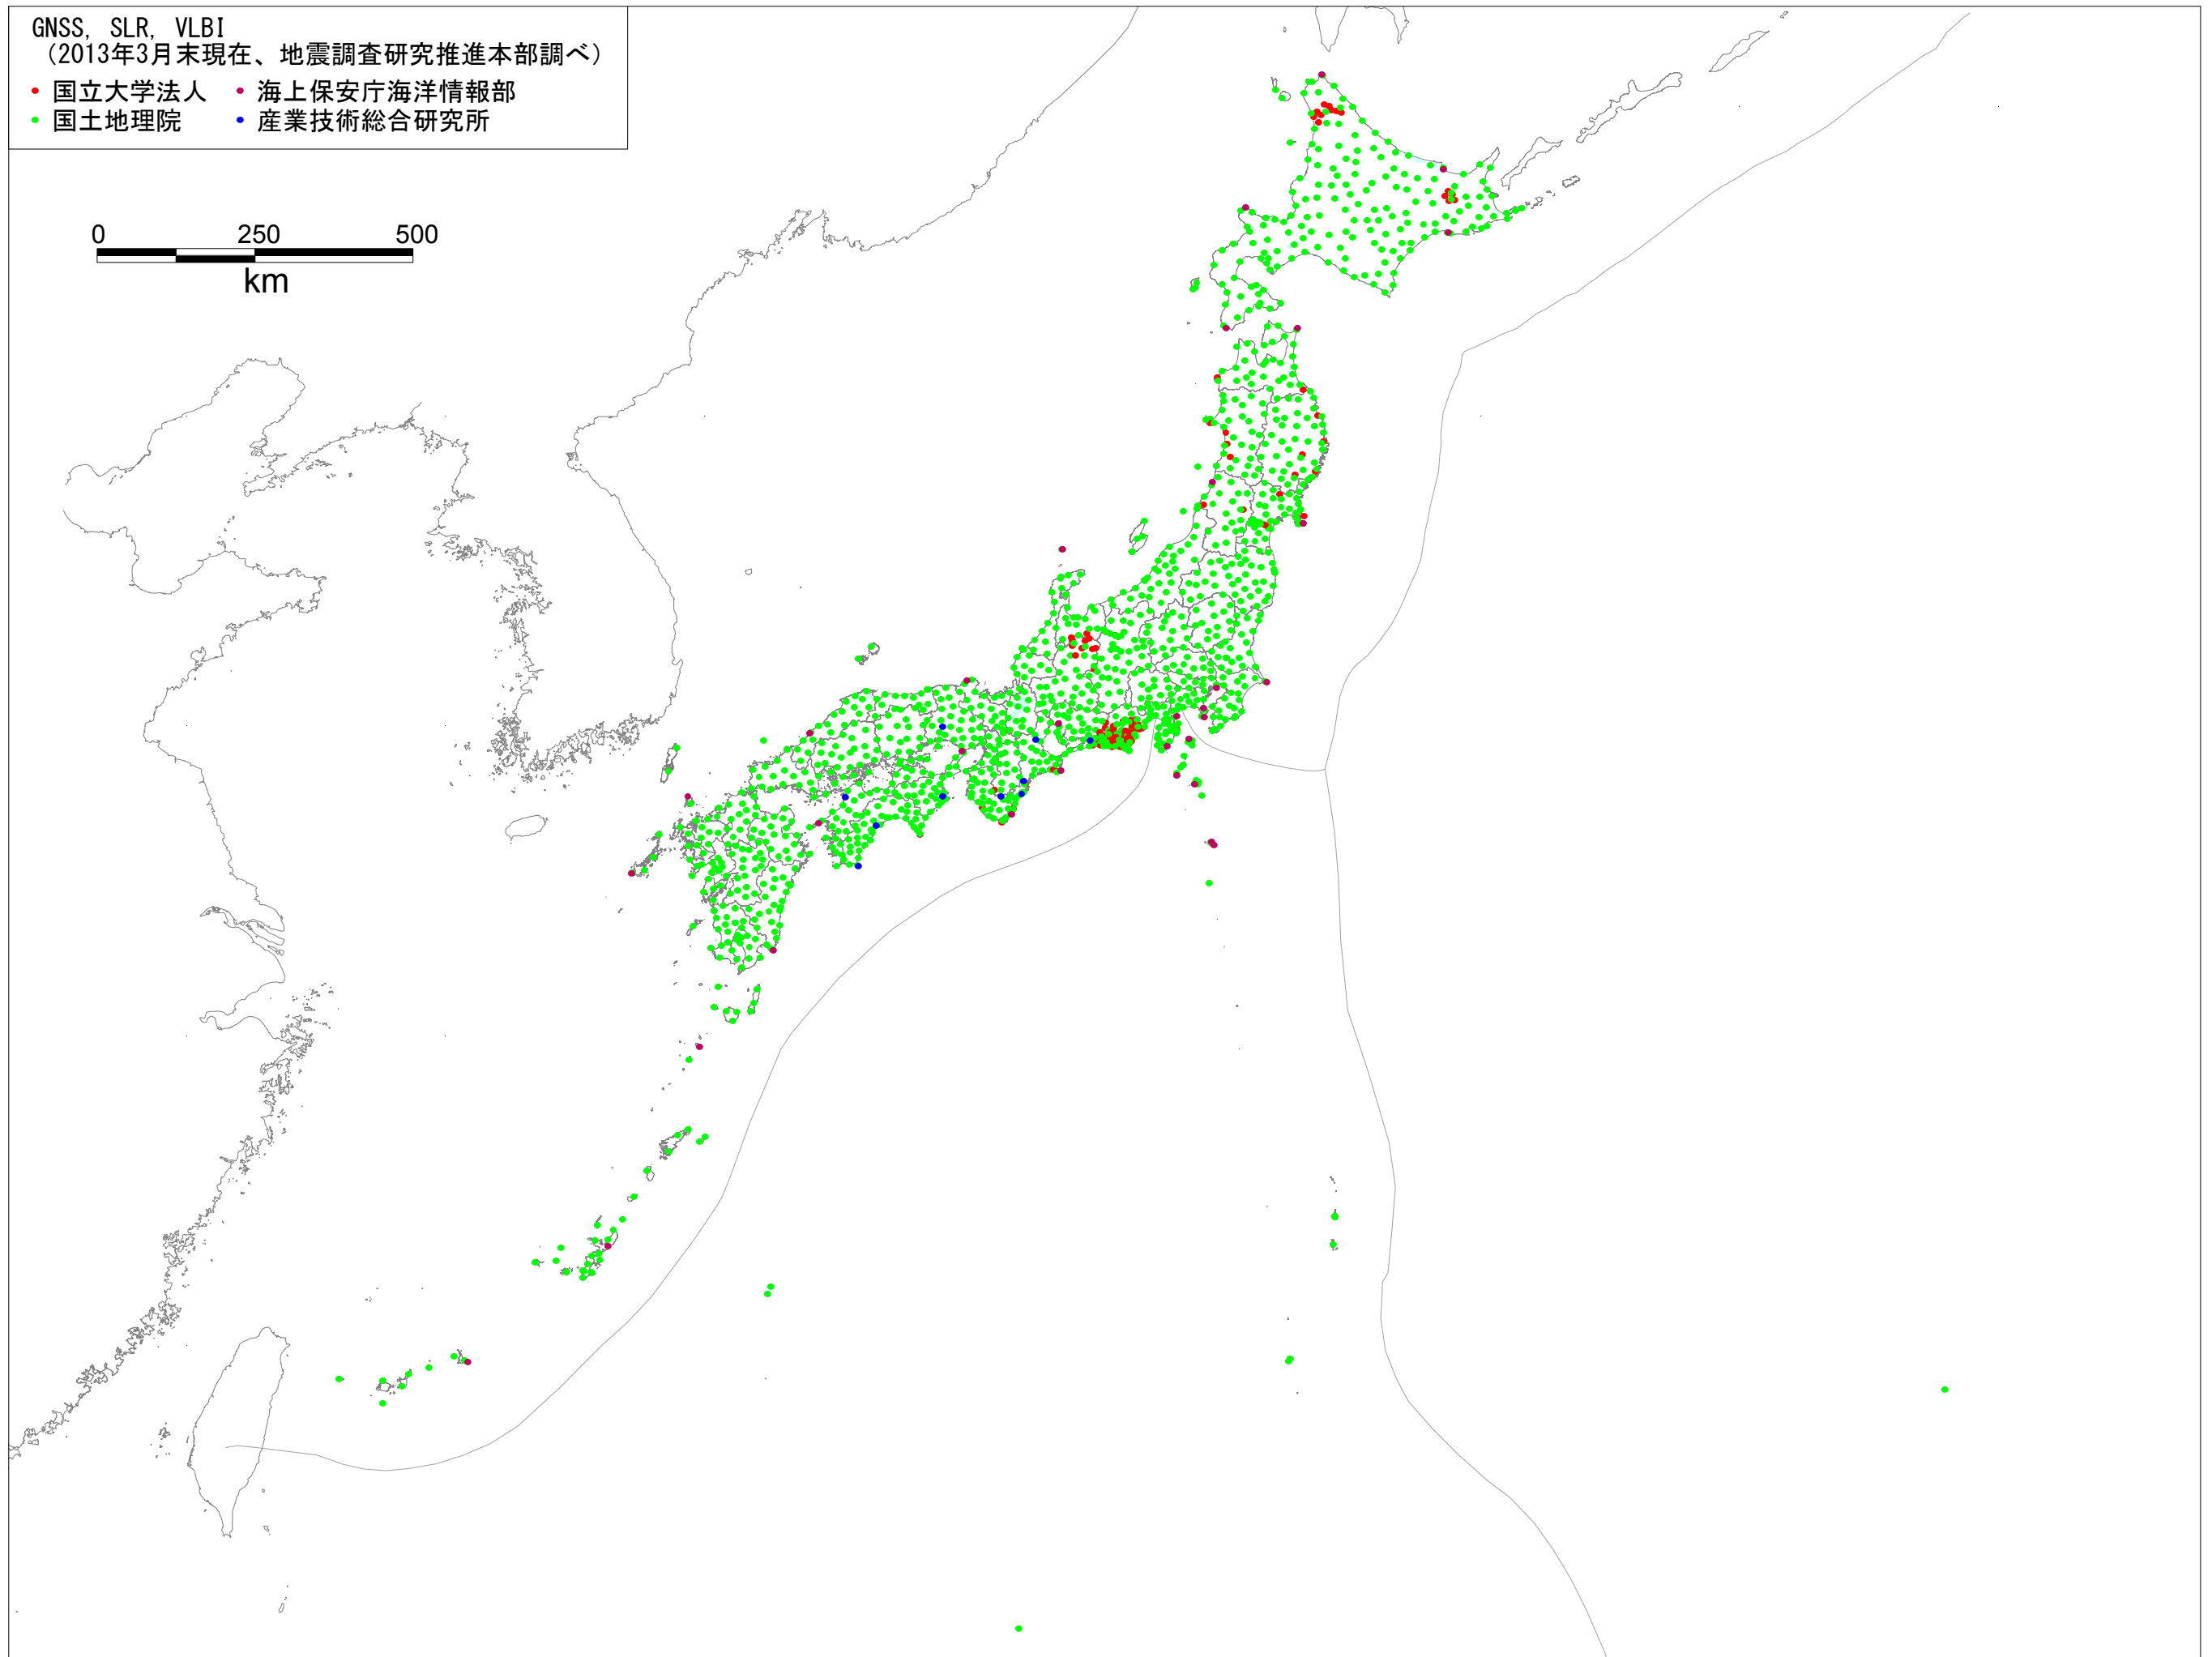 GNSS, SLR, VLBI
（2013年3月末現在、地震調査研究推進本部調べ）
国立大学法人 海上保安庁海洋情報部
国土地理院 産業技術総合研究所
0 250 500
km